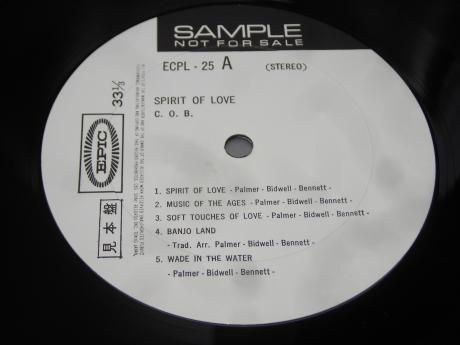 SAMPLE
NOT FOR SALE
ECPL - 25 A (STEREO)
SPIRIT OF LOVE
C. O. B.
33⅓
EPIC
見本盤
1. SPIRIT OF LOVE - Palmer - Bidwell - Bennett -
2. MUSIC OF THE AGES - Palmer - Bidwell - Bennett -
3. SOFT TOUCHES OF LOVE - Palmer - Bidwell - Bennett -
4. BANJO LAND
- Trad. Arr. Palmer - Bidwell - Bennett -
5. WADE IN THE WATER
- Palmer - Bidwell - Bennett -